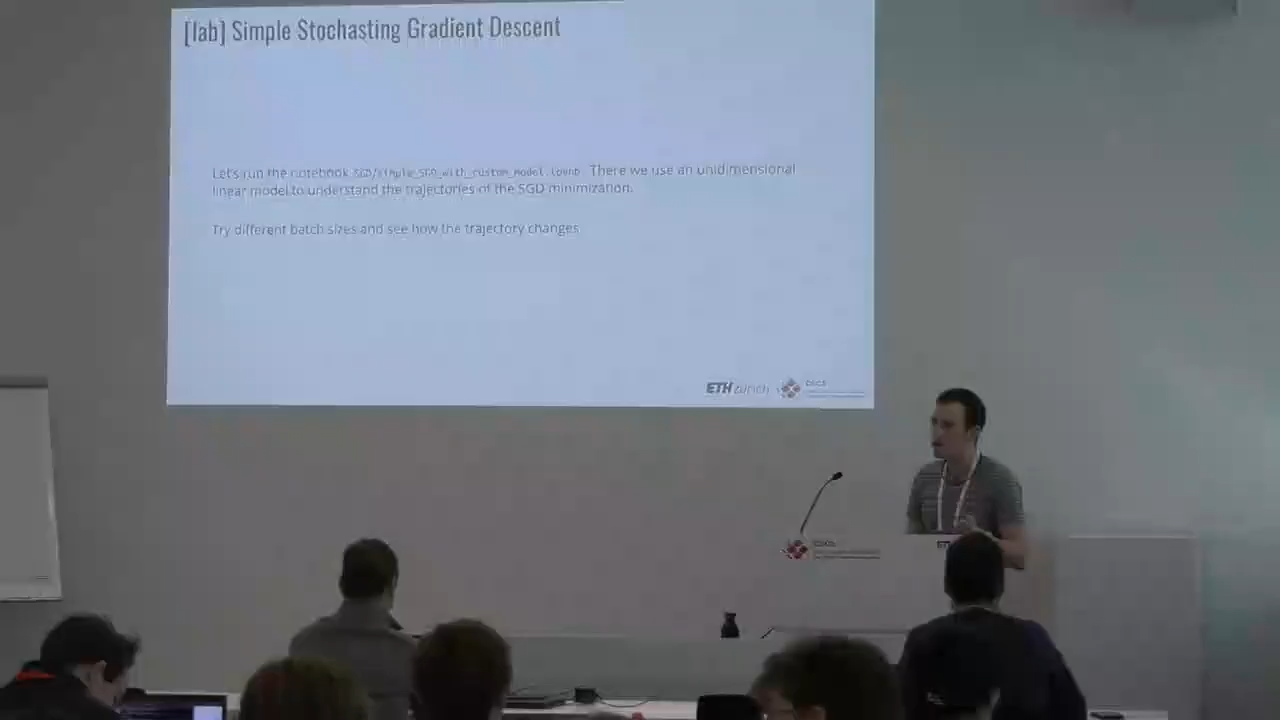 [lab] Simple Stochasting Gradient Descent
Let's run the notebook SGD/simple_SGD_with_custom_model.ipynb. There we use an unidimensional
linear model to understand the trajectories of the SGD minimization.
Try different batch sizes and see how the trajectory changes
ETH zürich CSCS
CSCS